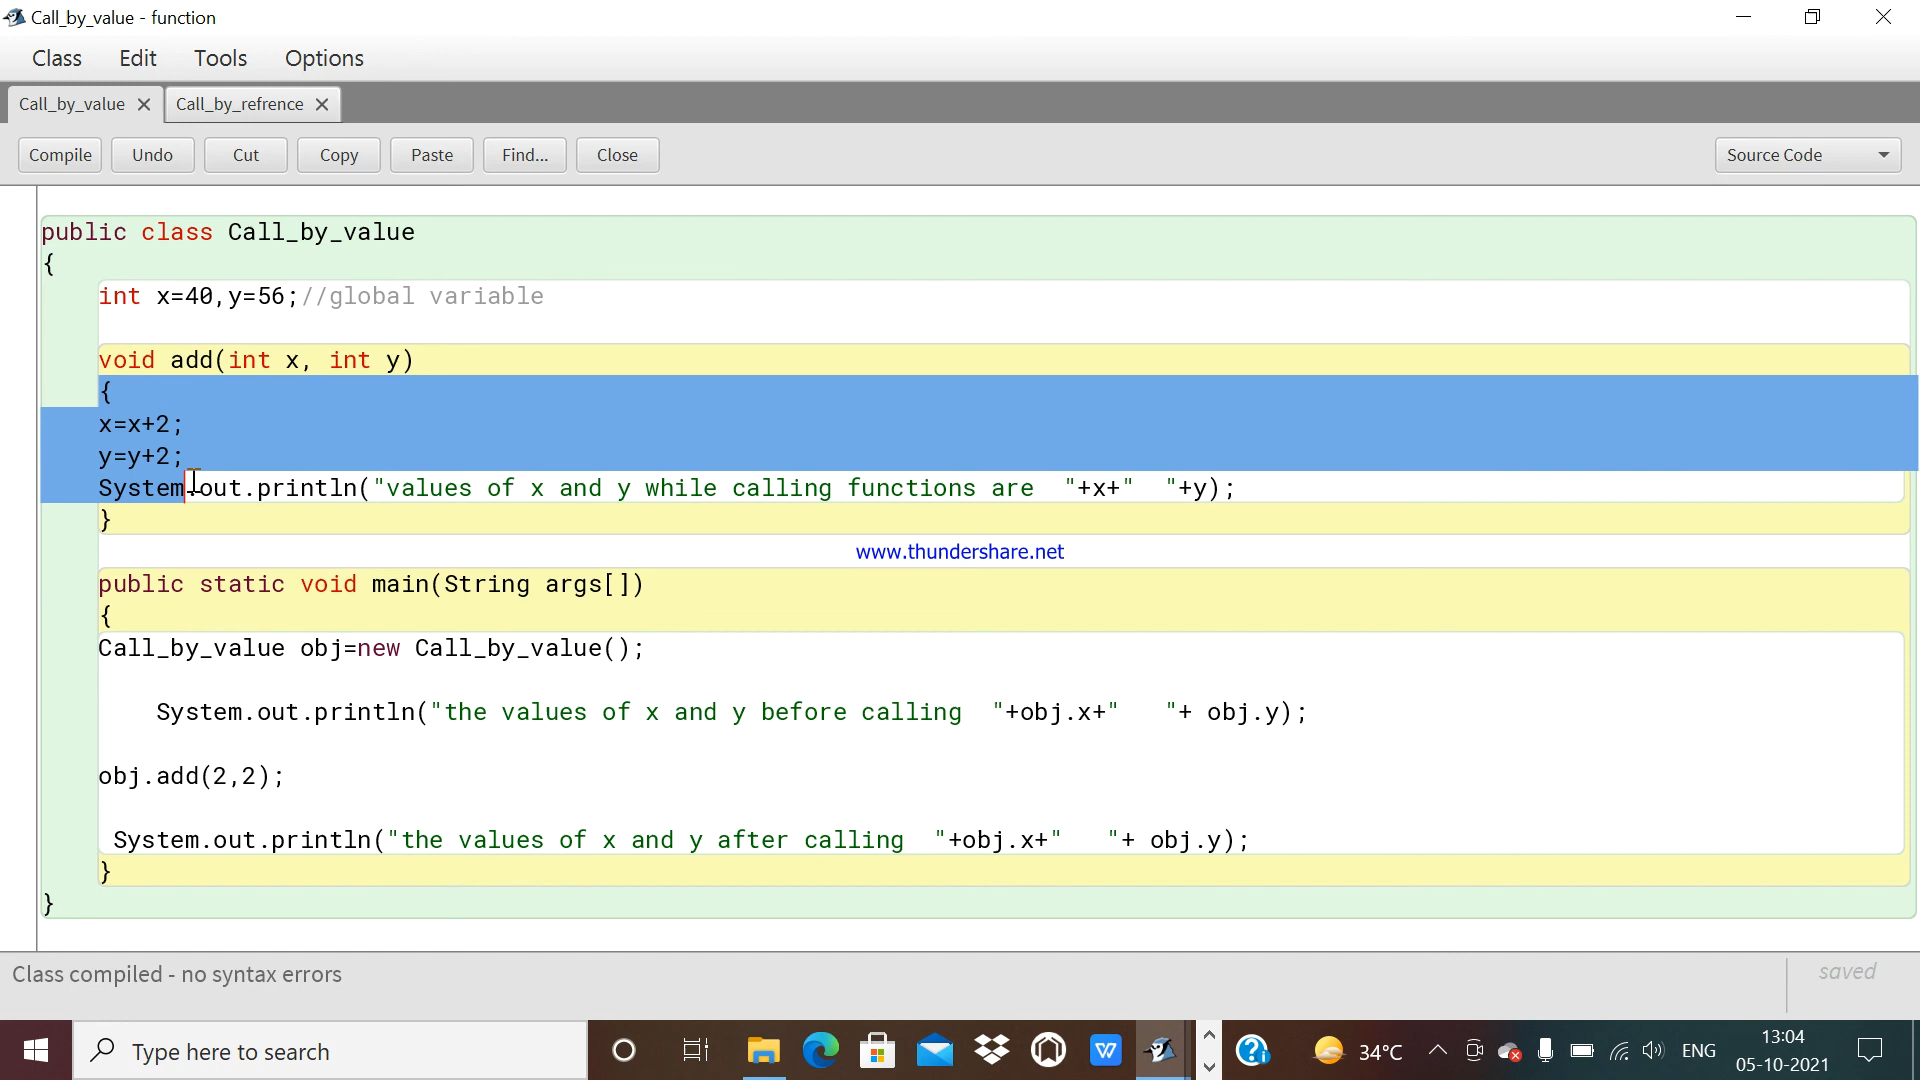 Call_by_value - function
Class Edit Tools Options
Call_by_value Call_by_refrence
Compile Undo Cut Copy Paste Find... Close Source Code
public class Call_by_value
{
int x=40,y=56;//global variable
void add(int x, int y)
{
x=x+2;
y=y+2;
System.out.println("values of x and y while calling functions are  "+x+"  "+y);
}
www.thundershare.net
public static void main(String args[])
{
Call_by_value obj=new Call_by_value();
System.out.println("the values of x and y before calling  "+obj.x+"   "+ obj.y);
obj.add(2,2);
System.out.println("the values of x and y after calling  "+obj.x+"   "+ obj.y);
}
}
Class compiled - no syntax errors
saved
Type here to search
W
34°C
ENG
13:04
05-10-2021